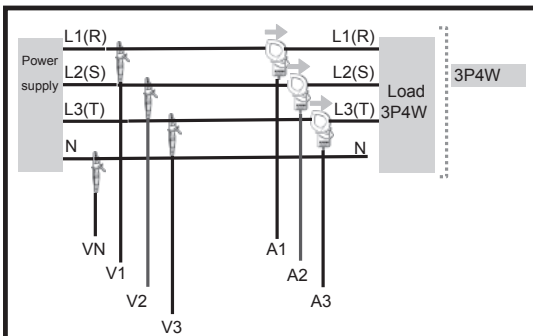 L1(R) L1(R)
Power
supply
L2(S) L2(S)
3P4W
Load
3P4W
L3(T) L3(T)
N N
VN
V1
V2
V3
A1
A2
A3